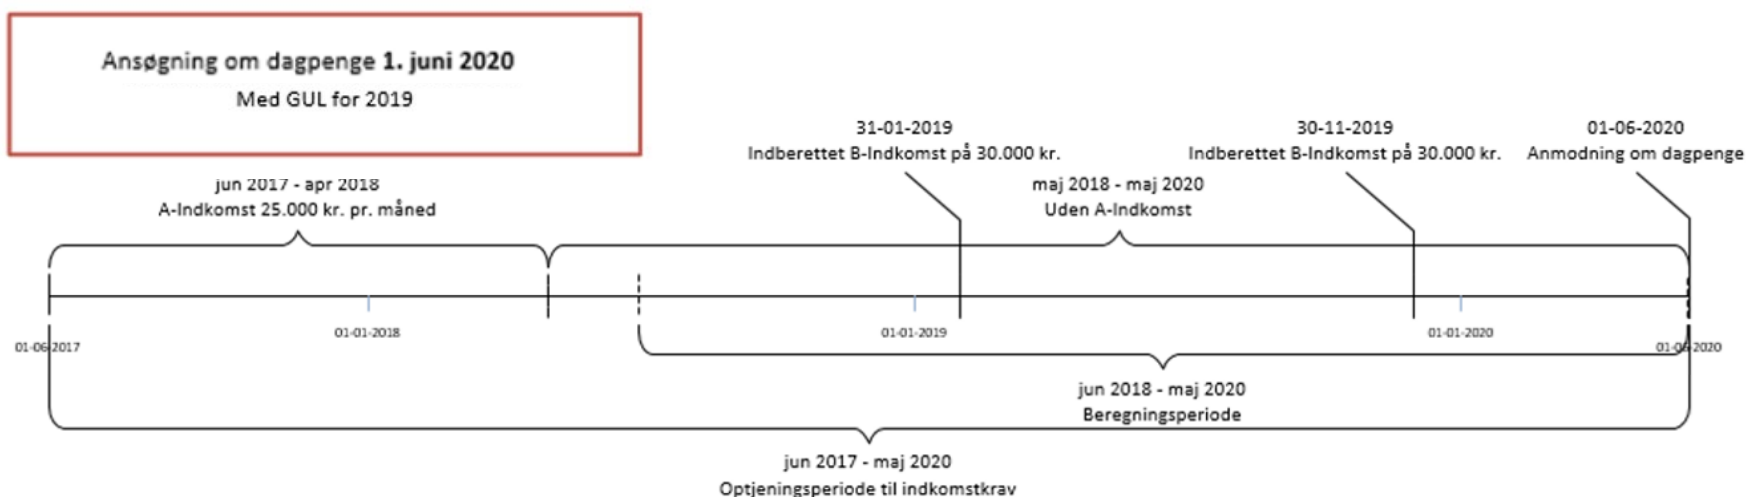 Ansøgning om dagpenge 1. juni 2020
Med GUL for 2019
31-01-2019
Indberettet B-Indkomst på 30.000 kr.
30-11-2019
Indberettet B-Indkomst på 30.000 kr.
01-06-2020
Anmodning om dagpenge
jun 2017 - apr 2018
A-Indkomst 25.000 kr. pr. måned
maj 2018 - maj 2020
Uden A-Indkomst
01-01-2018
01-01-2019
01-01-2020
01-06-2017
01-06-2020
jun 2018 - maj 2020
Beregningsperiode
jun 2017 - maj 2020
Optjeningsperiode til indkomstkrav